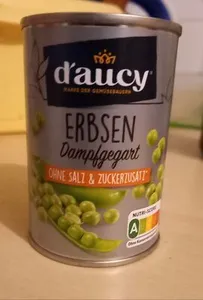 d'aucy
MARKE DER GEMÜSEBAUERN
ERBSEN
Dampfgegart
OHNE SALZ & ZUCKERZUSATZ*
NUTRI-SCORE
A